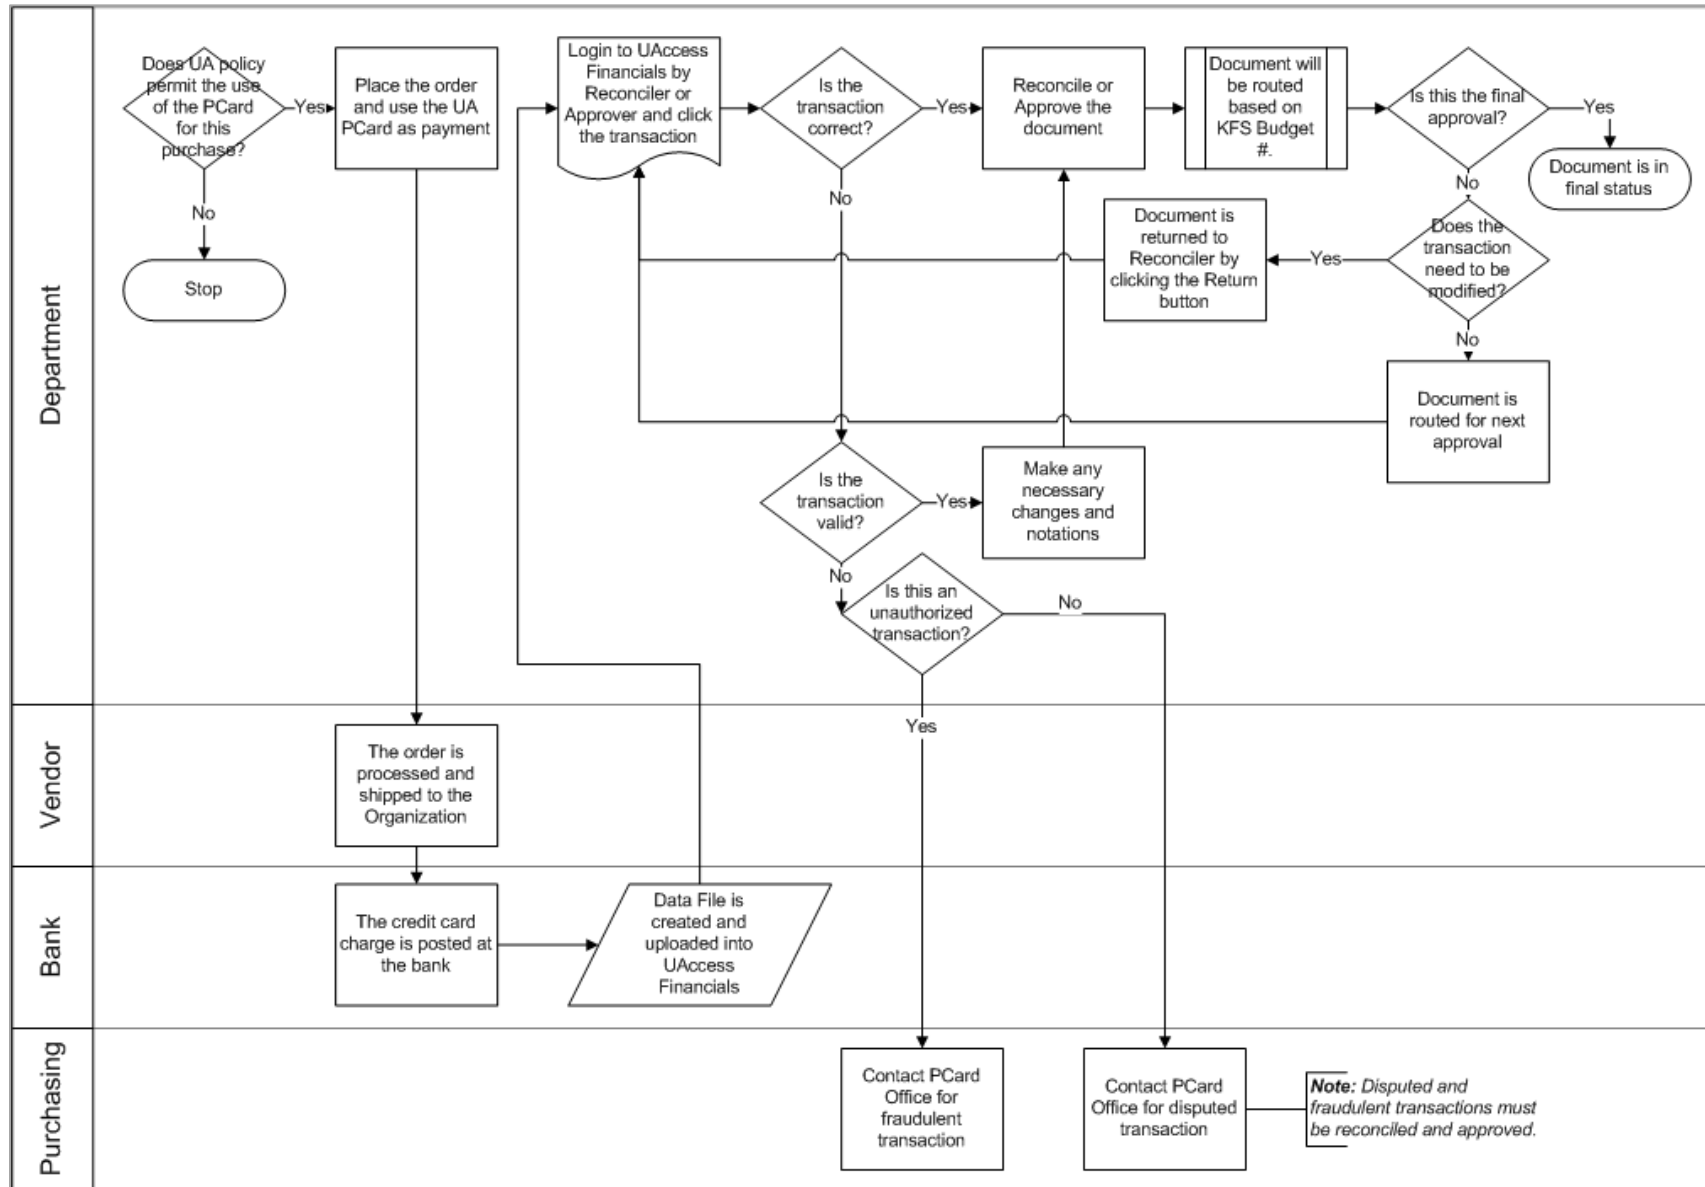 Department
Does UA policy
permit the use
of the PCard
for this
purchase?
Yes
No
Stop
Place the order
and use the UA
PCard as payment
Login to UAccess
Financials by
Reconciler or
Approver and click
the transaction
Is the
transaction
correct?
Yes
No
Reconcile or
Approve the
document
Document will
be routed
based on
KFS Budget
#.
Is this the final
approval?
Yes
Document is in
final status
No
Does the
transaction
need to be
modified?
Yes
Document is
returned to
Reconciler by
clicking the Return
button
No
Document is
routed for next
approval
Is the
transaction
valid?
Yes
Make any
necessary
changes and
notations
No
Is this an
unauthorized
transaction?
No
Yes
Vendor
The order is
processed and
shipped to the
Organization
Bank
The credit card
charge is posted at
the bank
Data File is
created and
uploaded into
UAccess
Financials
Purchasing
Contact PCard
Office for
fraudulent
transaction
Contact PCard
Office for disputed
transaction
Note: Disputed and
fraudulent transactions must
be reconciled and approved.